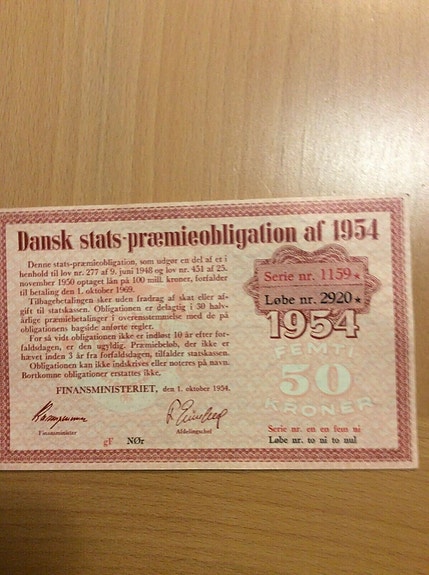 Dansk stats-præmieobligation af 1954
Denne stats-præmieobligation, som udgør en del af et i
henhold til lov nr. 277 af 9. juni 1948 og lov nr. 451 af 25.
november 1950 optaget lån på 100 mill. kroner, forfalder
til betaling den 1. oktober 1969.
Tilbagebetalingen sker uden fradrag af skat eller af-
gift til statskassen. Obligationen er delagtig i 30 halv-
årlige præmiebetalinger i overensstemmelse med de på
obligationens bagside anførte regler.
For så vidt obligationen ikke er indløst 10 år efter for-
faldsdagen, er den ugyldig. Præmiebeløb, der ikke er
hævet inden 3 år fra forfaldsdagen, tilfalder statskassen.
Obligationen kan ikke indskrives eller noteres på navn.
Bortkomne obligationer erstattes ikke.
FINANSMINISTERIET, den 1. oktober 1954.
Finansminister
Afdelingschef
gF NØr
Serie nr. 1159★
Løbe nr. 2920★
1954
50
KRONER
Serie nr. en en fem ni
Løbe nr. to ni to nul